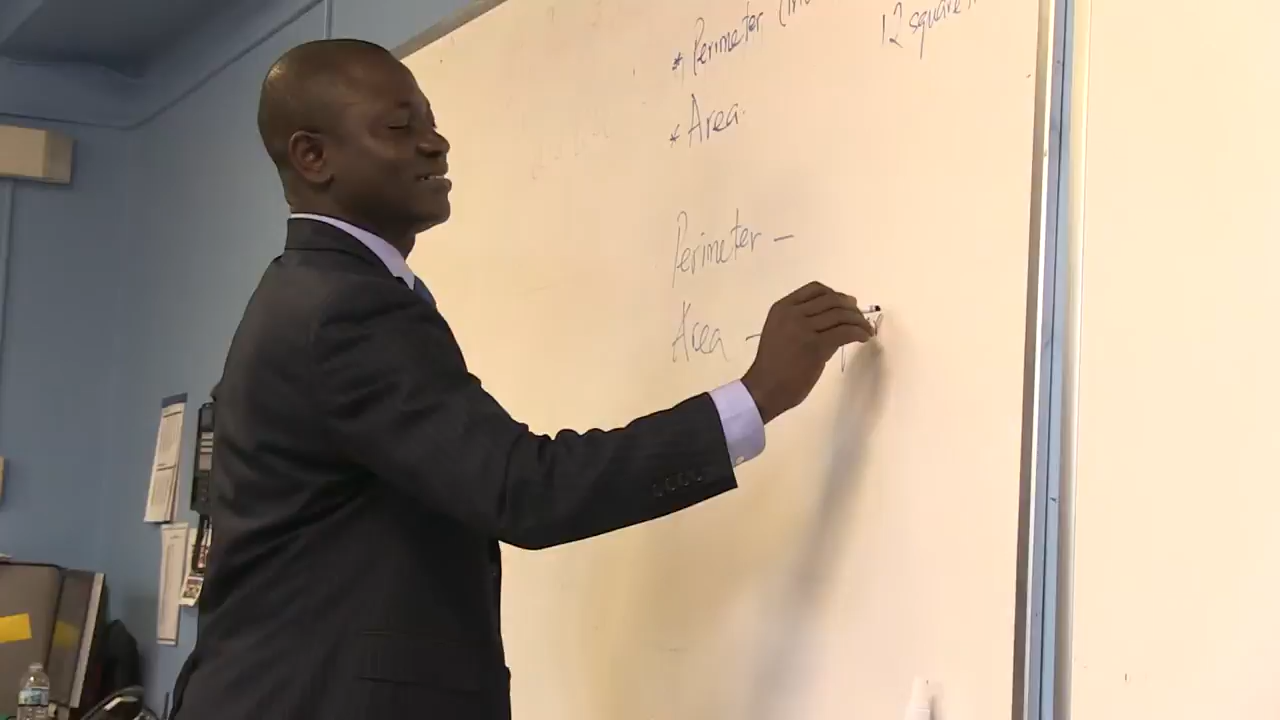 * Perimeter
12 square
* Area.
Perimeter –
Area –